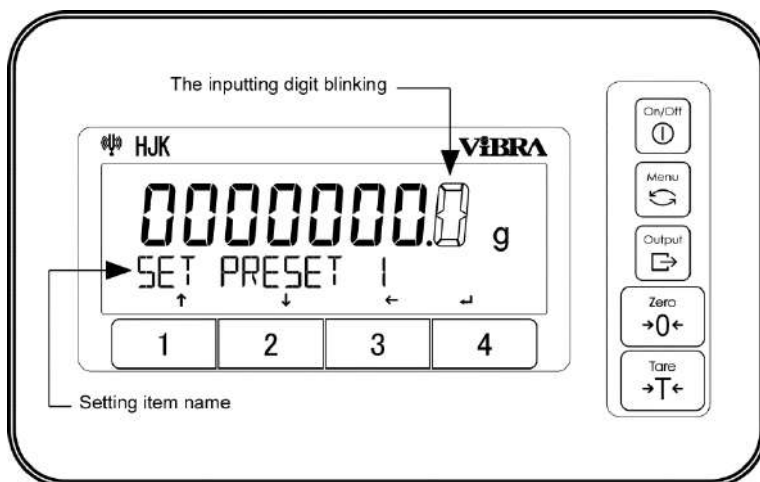 The inputting digit blinking
HJK ViBRA
0000000.0 g
SET PRESET 1
↑ ↓ ← ↵
1 2 3 4
Setting item name
On/Off
Menu
Output
Zero
→0←
Tare
→T←